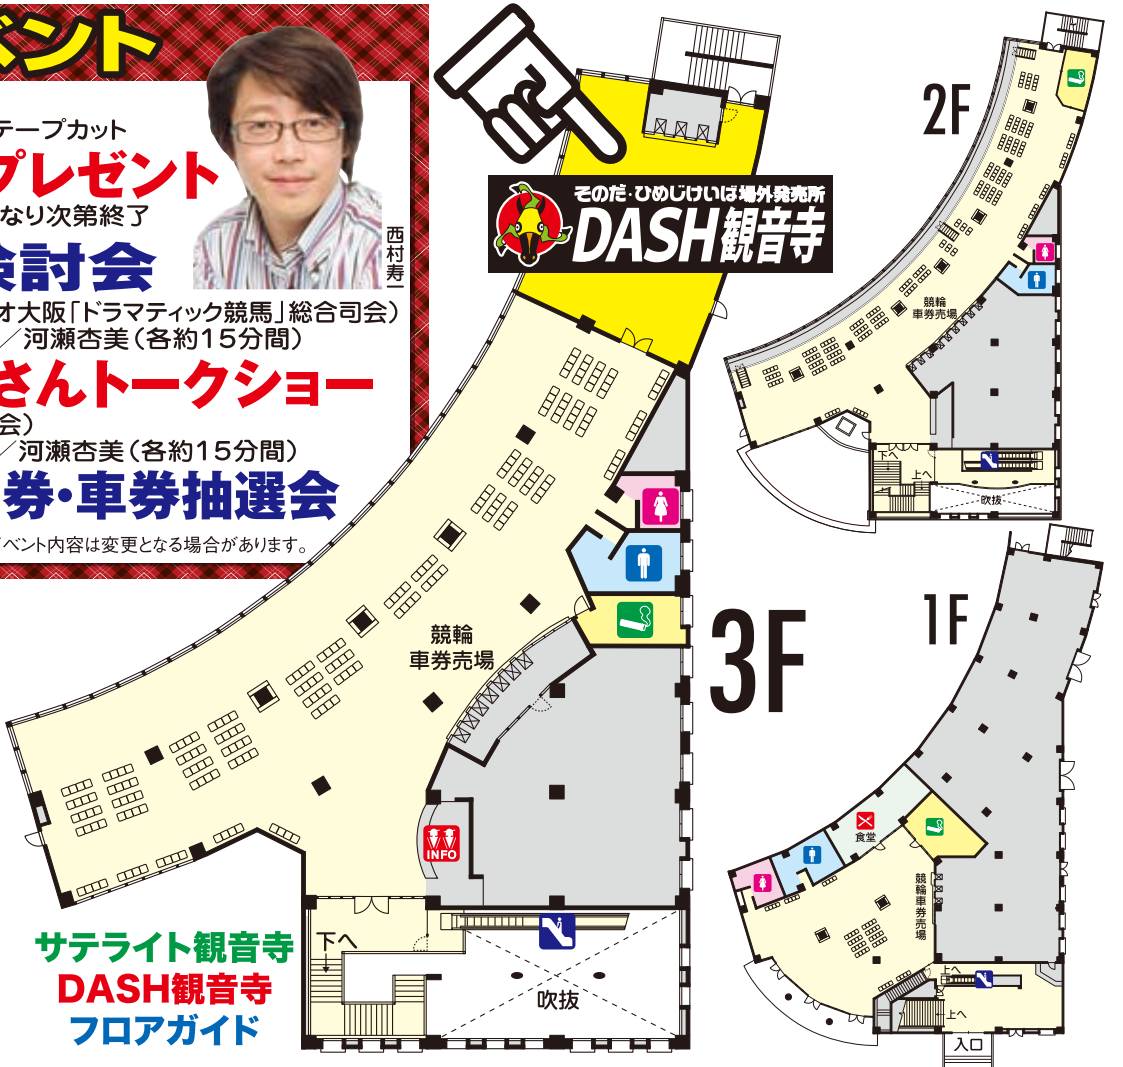 ベント
テープカット
プレゼント
なり次第終了
検討会
西村寿一
オ大阪「ドラマティック競馬」総合司会)
／河瀬杏美(各約15分間)
さんトークショー
会)
／河瀬杏美(各約15分間)
券・車券抽選会
イベント内容は変更となる場合があります。
そのだ・ひめじけいば場外発売所
DASH観音寺
競輪
車券売場
3F
INFO
下へ
吹抜
サテライト観音寺
DASH観音寺
フロアガイド
2F
競輪
車券売場
下へ
上へ
上へ
吹抜
1F
食堂
競輪車券売場
上へ
上へ
入口